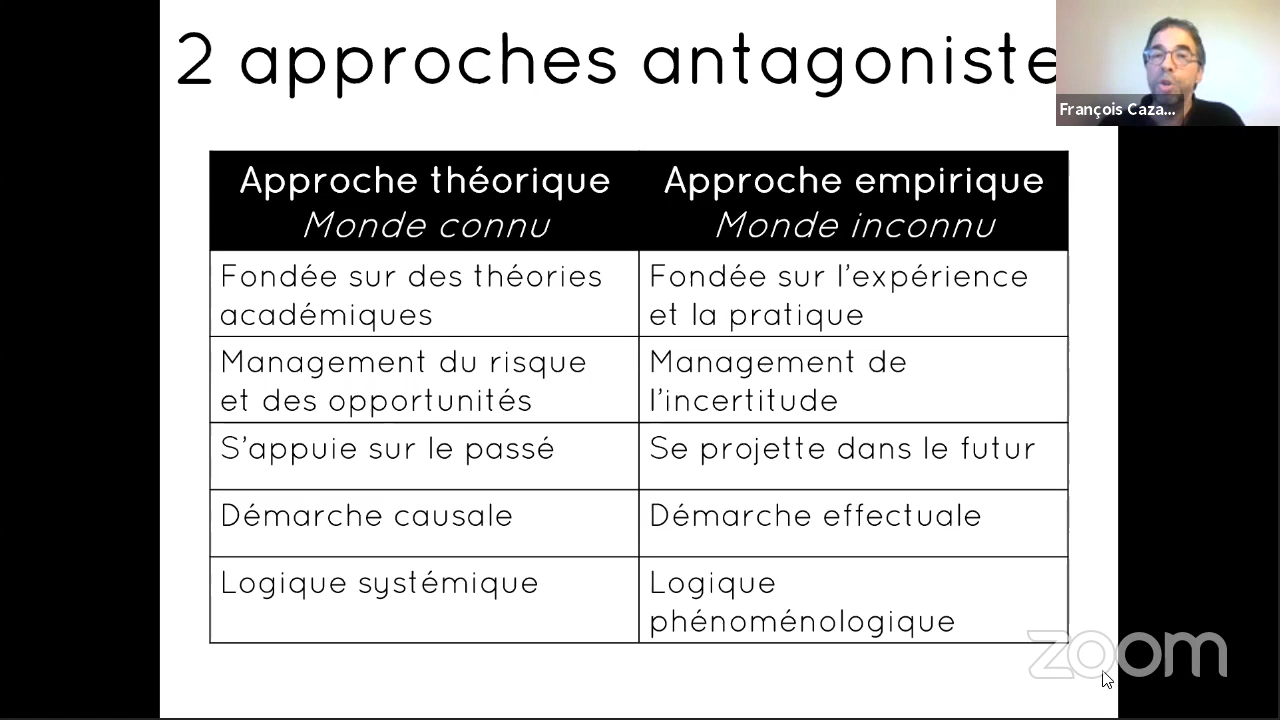 2 approches antagoniste
François Caza...
Approche théorique
Monde connu
Approche empirique
Monde inconnu
Fondée sur des théories
académiques
Fondée sur l'expérience
et la pratique
Management du risque
et des opportunités
Management de
l'incertitude
S'appuie sur le passé
Se projette dans le futur
Démarche causale
Démarche effectuale
Logique systémique
Logique
phénoménologique
zoom